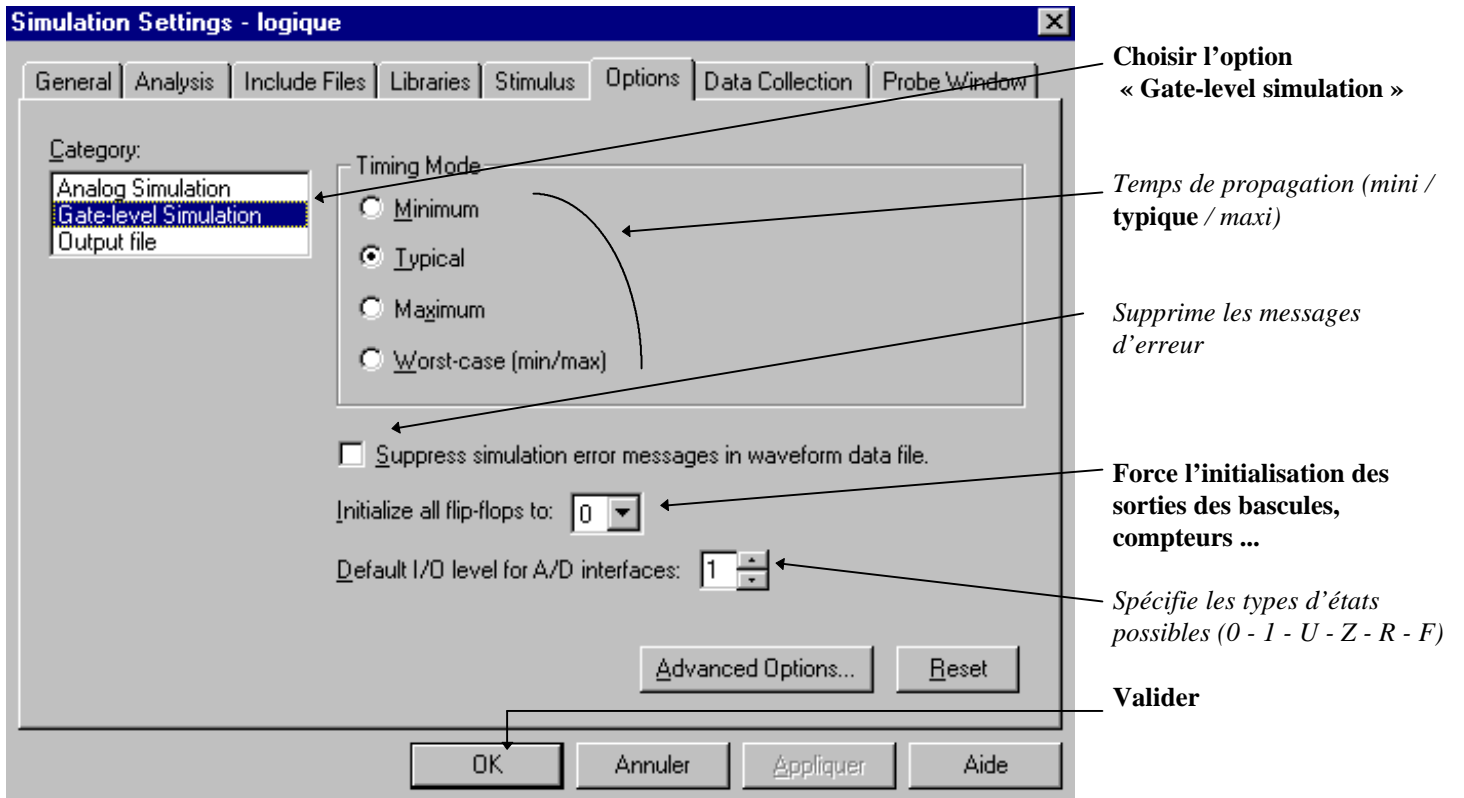 Simulation Settings - logique
General Analysis Include Files Libraries Stimulus Options Data Collection Probe Window
Category:
Analog Simulation
Gate-level Simulation
Output file
Timing Mode
Minimum
Typical
Maximum
Worst-case (min/max)
Suppress simulation error messages in waveform data file.
Initialize all flip-flops to: 0
Default I/O level for A/D interfaces: 1
Advanced Options... Reset
OK Annuler Appliquer Aide
Choisir l’option
« Gate-level simulation »
Temps de propagation (mini /
typique / maxi)
Supprime les messages
d’erreur
Force l’initialisation des
sorties des bascules,
compteurs ...
Spécifie les types d’états
possibles (0 - 1 - U - Z - R - F)
Valider